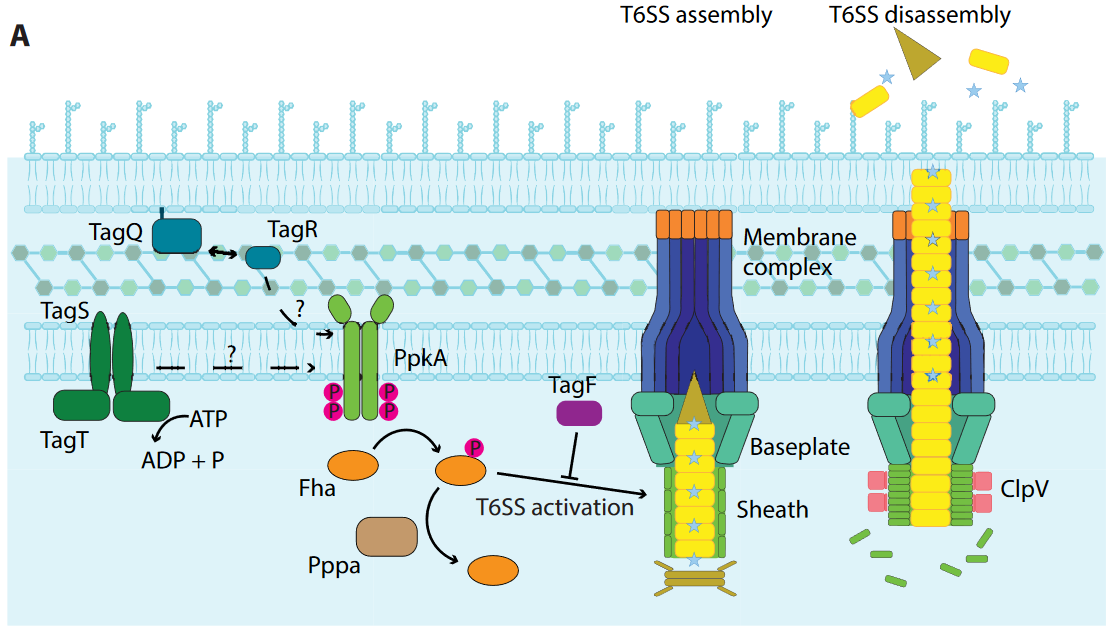 A
T6SS assembly
T6SS disassembly
TagQ
TagR
Membrane
complex
TagS
?
?
PpkA
P
P
P
P
TagF
TagT
ATP
ADP + P
P
Fha
T6SS activation
Baseplate
Sheath
ClpV
Pppa